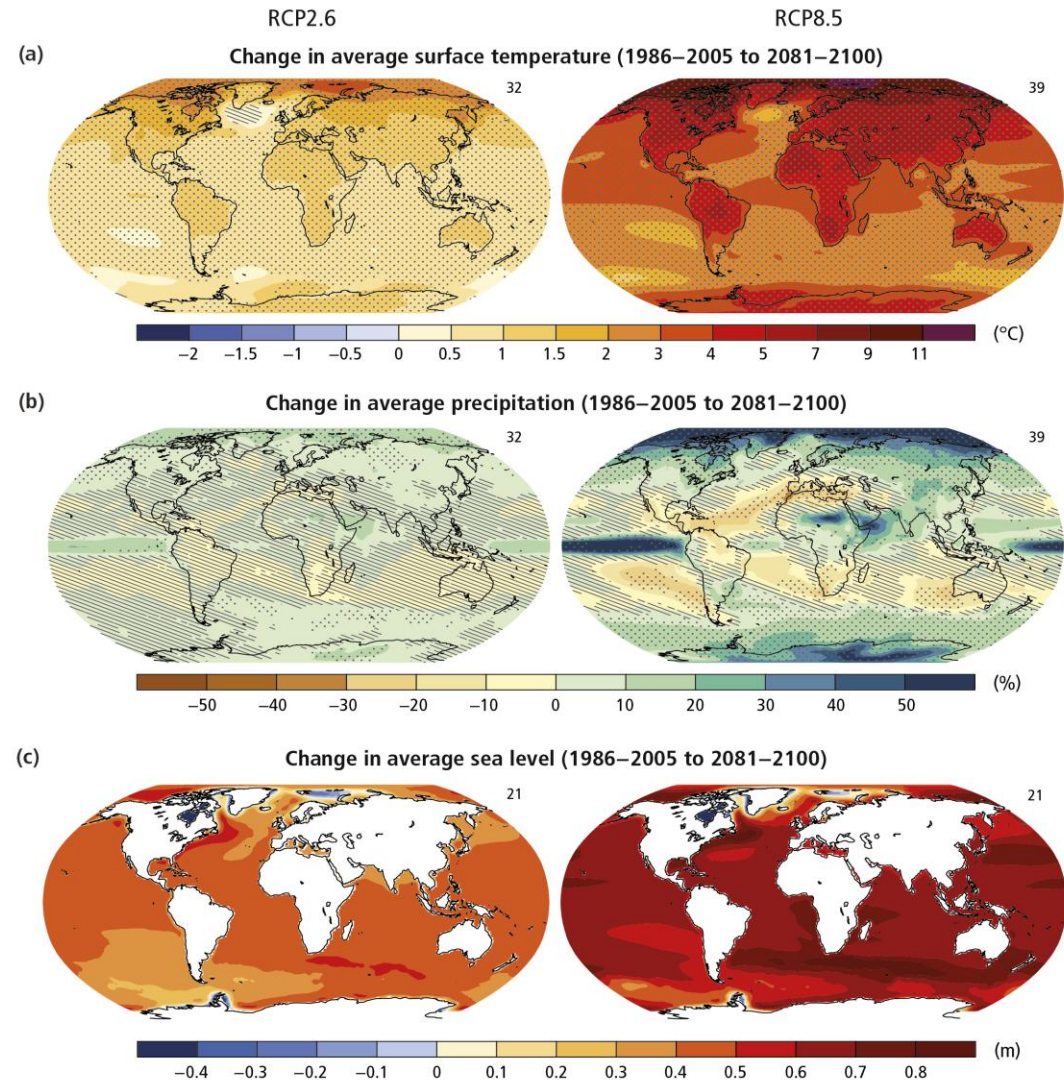 RCP2.6 RCP8.5
(a) Change in average surface temperature (1986–2005 to 2081–2100)
32 39
−2 −1.5 −1 −0.5 0 0.5 1 1.5 2 3 4 5 7 9 11 (°C)
(b) Change in average precipitation (1986–2005 to 2081–2100)
32 39
−50 −40 −30 −20 −10 0 10 20 30 40 50 (%)
(c) Change in average sea level (1986–2005 to 2081–2100)
21 21
−0.4 −0.3 −0.2 −0.1 0 0.1 0.2 0.3 0.4 0.5 0.6 0.7 0.8 (m)